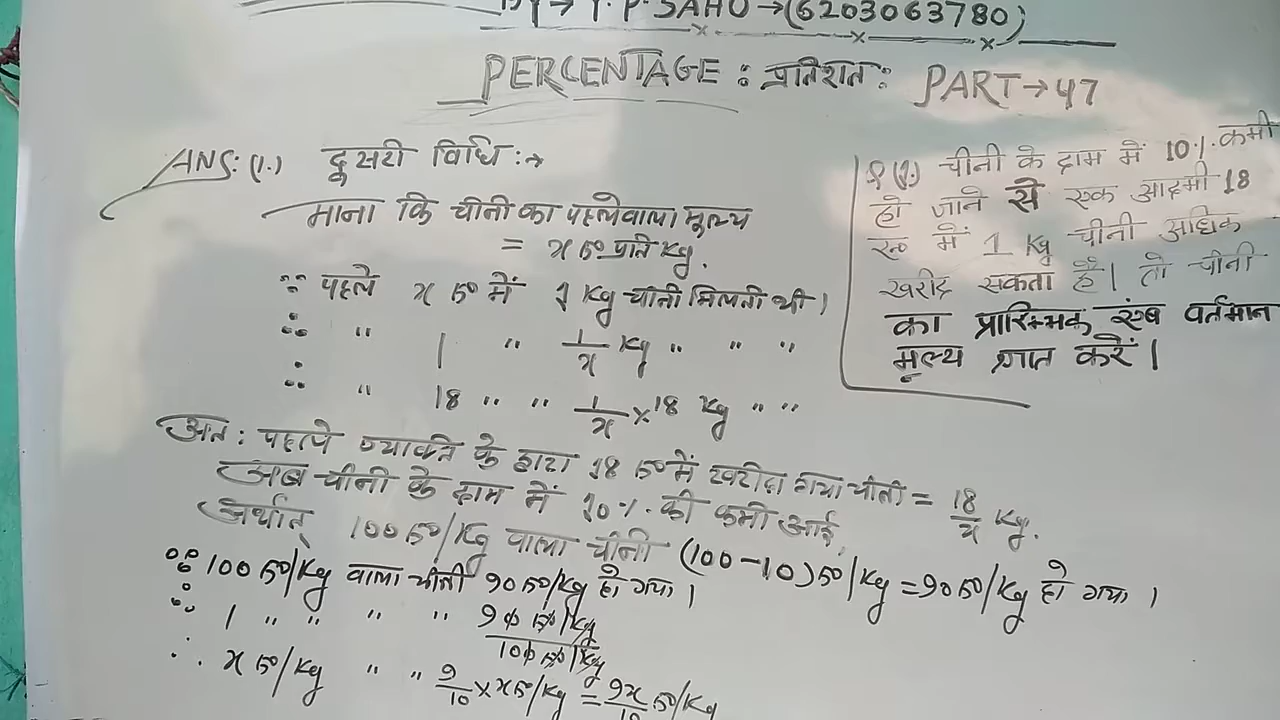 BY→ Y.P. SAHU →(6203063780)
PERCENTAGE : प्रतिशत: PART→47
ANS:(1.) दूसरी विधि:→
माना कि चीनी का पहलेवाला मूल्य
= x रु० प्रति Kg.
∵ पहले x रु० में 1 Kg चीनी मिलती थी।
∴ " 1 " 1/x Kg " " "
∴ " 18 " " 1/x × 18 Kg " "
अतः पहले व्यक्ति के द्वारा 18 रु० में खरीदा गया चीनी = 18/x Kg.
अब चीनी के दाम में 10%. की कमी आई,
अर्थात् 100 रु०/Kg वाला चीनी (100-10) रु०/Kg = 90 रु०/Kg हो गया।
∵ 100 रु०/Kg वाला चीनी 90 रु०/Kg हो गया।
∴ 1 " " " " 90 रु०/Kg / 100 रु०/Kg
∴ x रु०/Kg " " 9/10 × x रु०/Kg = 9x/10 रु०/Kg
Q(1.) चीनी के दाम में 10%. कमी
हो जाने से एक आदमी 18
रु० में 1 Kg चीनी अधिक
खरीद सकता है। तो चीनी
का प्रारम्भिक एंव वर्तमान
मूल्य ज्ञात करें।